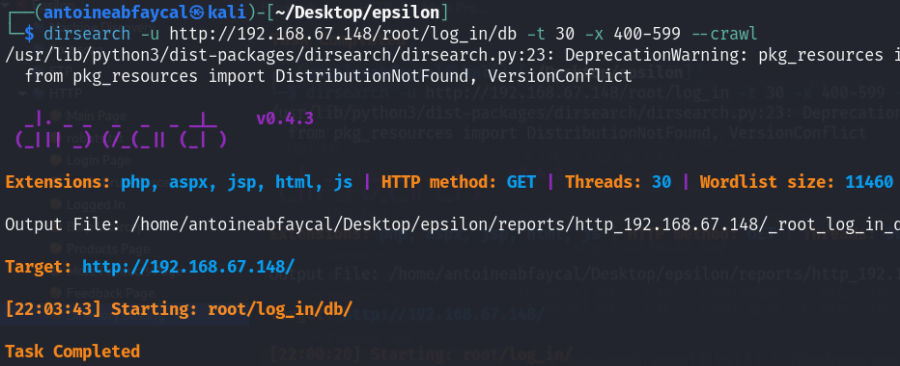 ┌──(antoineabfaycal㉿kali)-[~/Desktop/epsilon]
└─$ dirsearch -u http://192.168.67.148/root/log_in/db -t 30 -x 400-599 --crawl
/usr/lib/python3/dist-packages/dirsearch/dirsearch.py:23: DeprecationWarning: pkg_resources i
from pkg_resources import DistributionNotFound, VersionConflict
dirsearch v0.4.3
Extensions: php, aspx, jsp, html, js | HTTP method: GET | Threads: 30 | Wordlist size: 11460
Output File: /home/antoineabfaycal/Desktop/epsilon/reports/http_192.168.67.148/_root_log_in_d
Target: http://192.168.67.148/
[22:03:43] Starting: root/log_in/db/
Task Completed